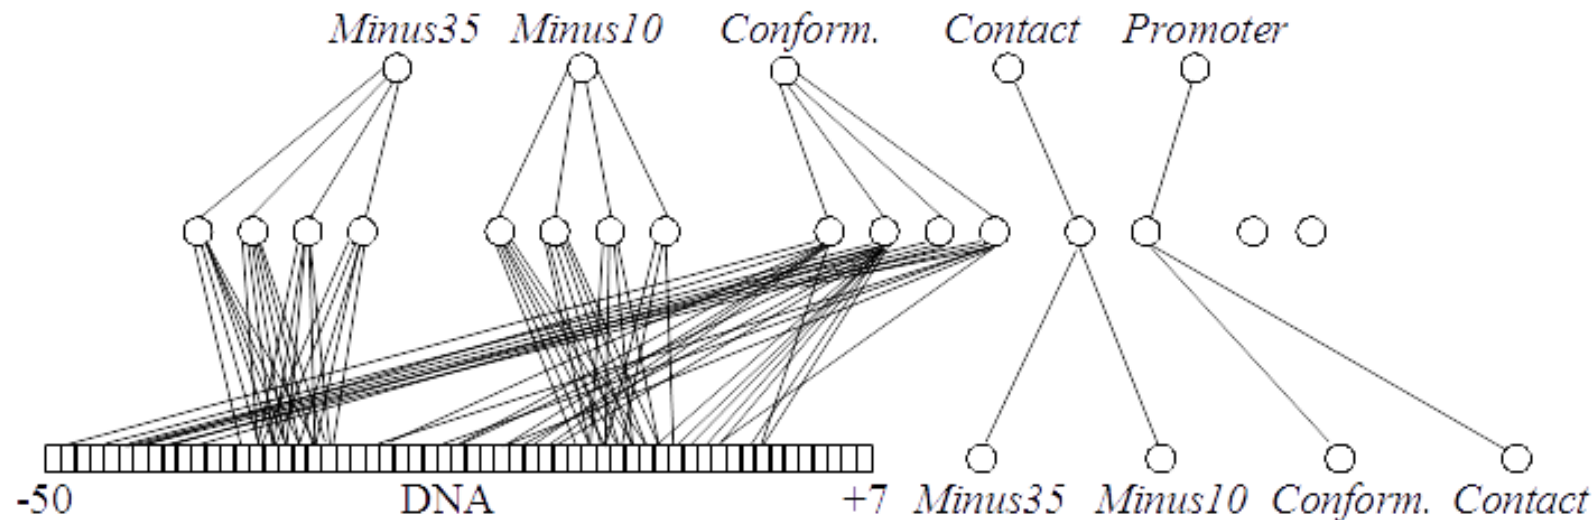 Minus35 Minus10 Conform. Contact Promoter
-50 DNA +7 Minus35 Minus10 Conform. Contact